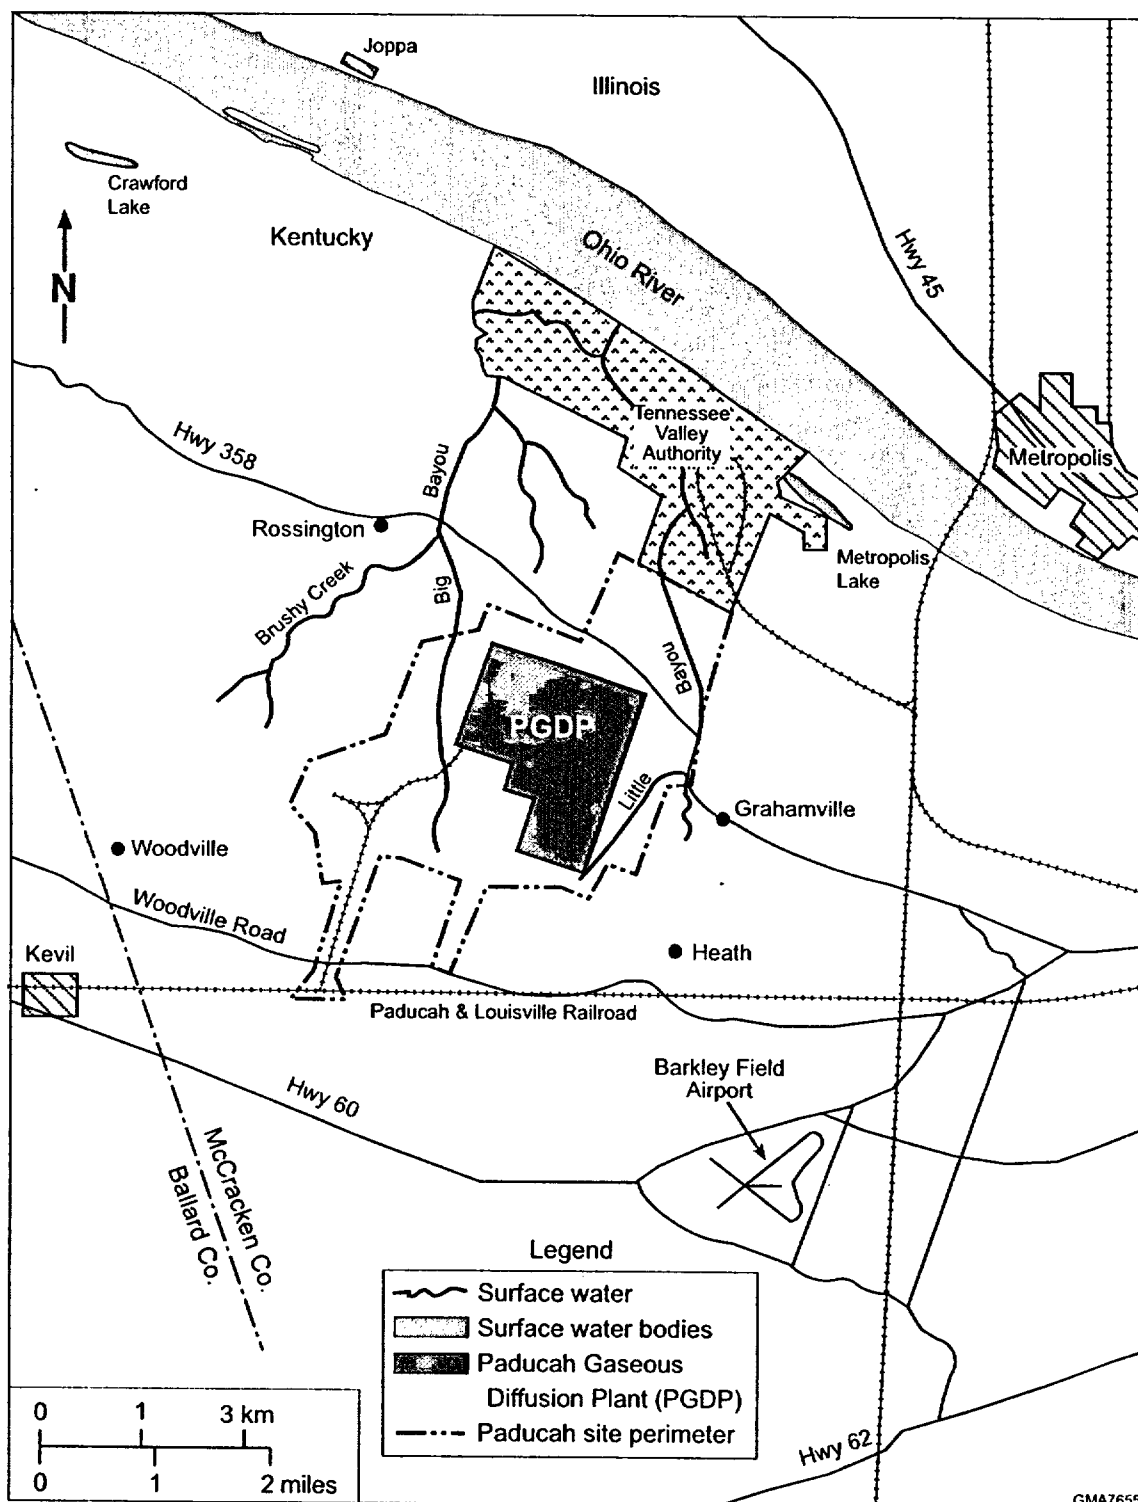 Joppa
Illinois
Crawford
Lake
Kentucky
Ohio River
Hwy 45
N
Tennessee
Valley
Authority
Metropolis
Hwy 358
Bayou
Rossington
Metropolis
Lake
Brushy Creek
Big
Bayou
PGDP
Little
Grahamville
Woodville
Woodville Road
Kevil
Heath
Paducah & Louisville Railroad
Barkley Field
Airport
Hwy 60
McCracken Co.
Ballard Co.
Legend
Surface water
Surface water bodies
Paducah Gaseous
Diffusion Plant (PGDP)
Paducah site perimeter
0 1 3 km
0 1 2 miles
Hwy 62
GMA7655